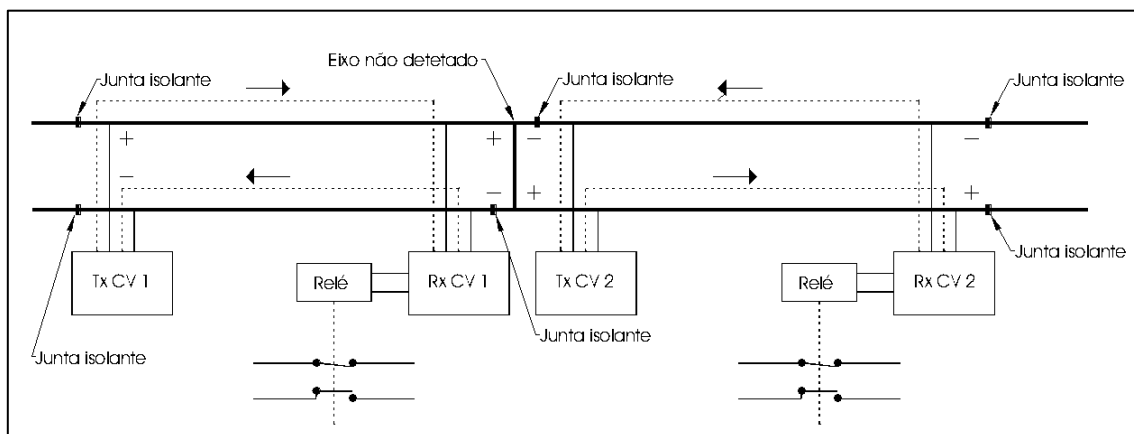 Eixo não detetado
Junta isolante
Junta isolante
Junta isolante
+
+
-
-
-
-
+
+
Tx CV 1
Relé
Rx CV 1
Tx CV 2
Relé
Rx CV 2
Junta isolante
Junta isolante
Junta isolante